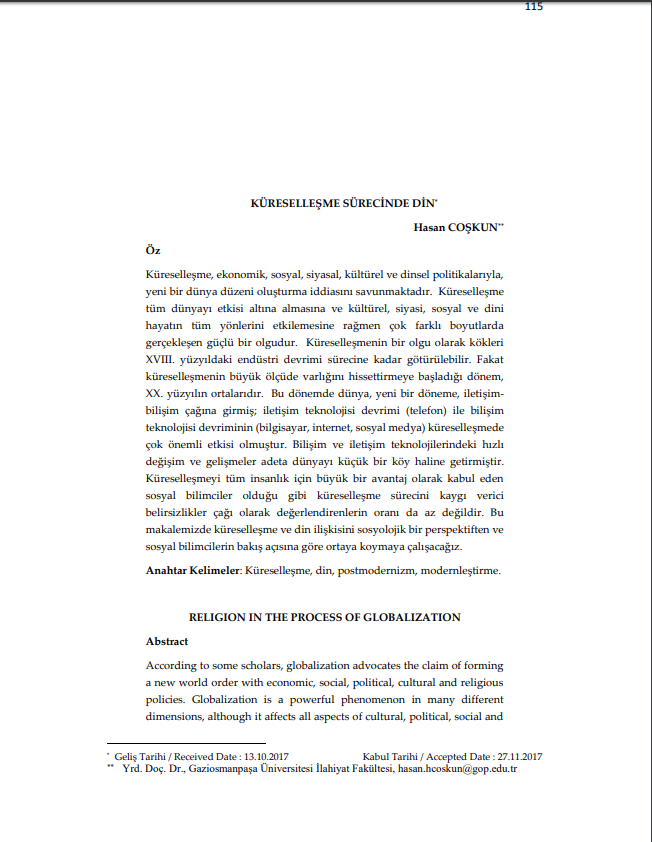 115
KÜRESELLEŞME SÜRECİNDE DİN*
Hasan COŞKUN**
Öz
Küreselleşme, ekonomik, sosyal, siyasal, kültürel ve dinsel politikalarıyla,
yeni bir dünya düzeni oluşturma iddiasını savunmaktadır. Küreselleşme
tüm dünyayı etkisi altına almasına ve kültürel, siyasi, sosyal ve dini
hayatın tüm yönlerini etkilemesine rağmen çok farklı boyutlarda
gerçekleşen güçlü bir olgudur. Küreselleşmenin bir olgu olarak kökleri
XVIII. yüzyıldaki endüstri devrimi sürecine kadar götürülebilir. Fakat
küreselleşmenin büyük ölçüde varlığını hissettirmeye başladığı dönem,
XX. yüzyılın ortalarıdır. Bu dönemde dünya, yeni bir döneme, iletişim-
bilişim çağına girmiş; iletişim teknolojisi devrimi (telefon) ile bilişim
teknolojisi devriminin (bilgisayar, internet, sosyal medya) küreselleşmede
çok önemli etkisi olmuştur. Bilişim ve iletişim teknolojilerindeki hızlı
değişim ve gelişmeler adeta dünyayı küçük bir köy haline getirmiştir.
Küreselleşmeyi tüm insanlık için büyük bir avantaj olarak kabul eden
sosyal bilimciler olduğu gibi küreselleşme sürecini kaygı verici
belirsizlikler çağı olarak değerlendirenlerin oranı da az değildir. Bu
makalemizde küreselleşme ve din ilişkisini sosyolojik bir perspektiften ve
sosyal bilimcilerin bakış açısına göre ortaya koymaya çalışacağız.
Anahtar Kelimeler: Küreselleşme, din, postmodernizm, modernleştirme.
RELIGION IN THE PROCESS OF GLOBALIZATION
Abstract
According to some scholars, globalization advocates the claim of forming
a new world order with economic, social, political, cultural and religious
policies. Globalization is a powerful phenomenon in many different
dimensions, although it affects all aspects of cultural, political, social and
* Geliş Tarihi / Received Date : 13.10.2017 Kabul Tarihi / Accepted Date : 27.11.2017
** Yrd. Doç. Dr., Gaziosmanpaşa Üniversitesi İlahiyat Fakültesi, hasan.hcoskun@gop.edu.tr